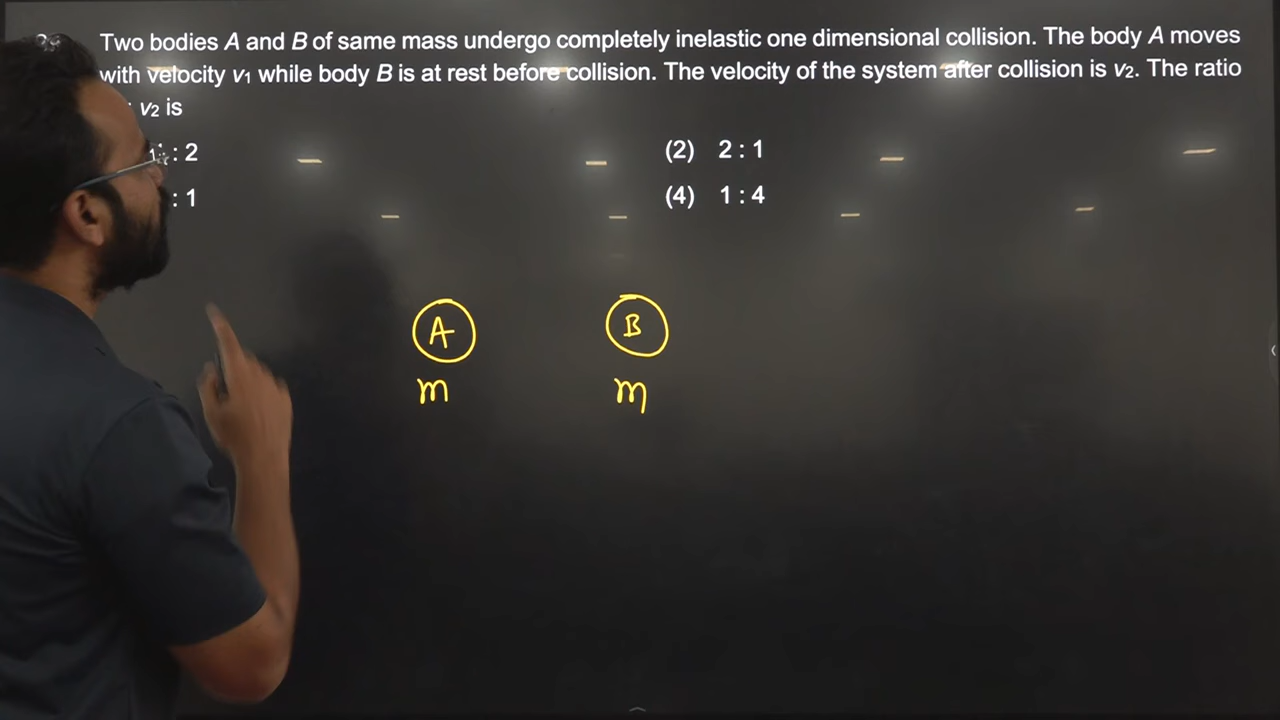 Two bodies A and B of same mass undergo completely inelastic one dimensional collision. The body A moves
with velocity v₁ while body B is at rest before collision. The velocity of the system after collision is v₂. The ratio
: v₂ is
: 2
(2) 2 : 1
: 1
(4) 1 : 4
A
B
m
m